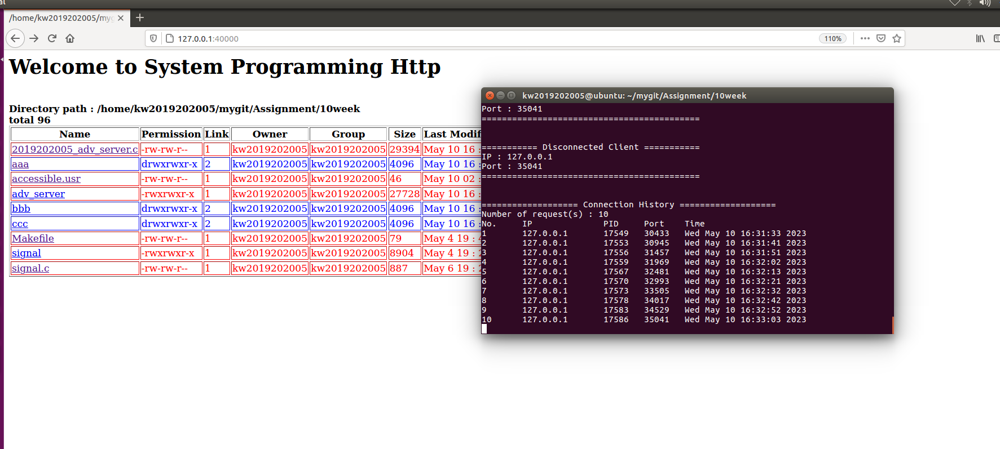 al
/home/kw2019202005/myg
127.0.0.1:40000
110%
Welcome to System Programming Http
Directory path : /home/kw2019202005/mygit/Assignment/10week
total 96
Name Permission Link Owner Group Size Last Modif
2019202005_adv_server.c -rw-rw-r-- 1 kw2019202005 kw2019202005 29394 May 10 16 :
aaa drwxrwxr-x 2 kw2019202005 kw2019202005 4096 May 10 16 :
accessible.usr -rw-rw-r-- 1 kw2019202005 kw2019202005 46 May 10 02 :
adv_server -rwxrwxr-x 1 kw2019202005 kw2019202005 27728 May 10 16 :
bbb drwxrwxr-x 2 kw2019202005 kw2019202005 4096 May 10 16 :
ccc drwxrwxr-x 2 kw2019202005 kw2019202005 4096 May 10 16 :
Makefile -rw-rw-r-- 1 kw2019202005 kw2019202005 79 May 4 19 : 4
signal -rwxrwxr-x 1 kw2019202005 kw2019202005 8904 May 4 19 : 2
signal.c -rw-rw-r-- 1 kw2019202005 kw2019202005 887 May 6 19 : 2
kw2019202005@ubuntu: ~/mygit/Assignment/10week
Port : 35041
===========================================
=========== Disconnected Client ===========
IP : 127.0.0.1
Port : 35041
===========================================
=================== Connection History ===================
Number of request(s) : 10
No. IP PID Port Time
1 127.0.0.1 17549 30433 Wed May 10 16:31:33 2023
2 127.0.0.1 17553 30945 Wed May 10 16:31:41 2023
3 127.0.0.1 17556 31457 Wed May 10 16:31:51 2023
4 127.0.0.1 17559 31969 Wed May 10 16:32:02 2023
5 127.0.0.1 17567 32481 Wed May 10 16:32:13 2023
6 127.0.0.1 17570 32993 Wed May 10 16:32:21 2023
7 127.0.0.1 17573 33505 Wed May 10 16:32:32 2023
8 127.0.0.1 17578 34017 Wed May 10 16:32:42 2023
9 127.0.0.1 17583 34529 Wed May 10 16:32:52 2023
10 127.0.0.1 17586 35041 Wed May 10 16:33:03 2023